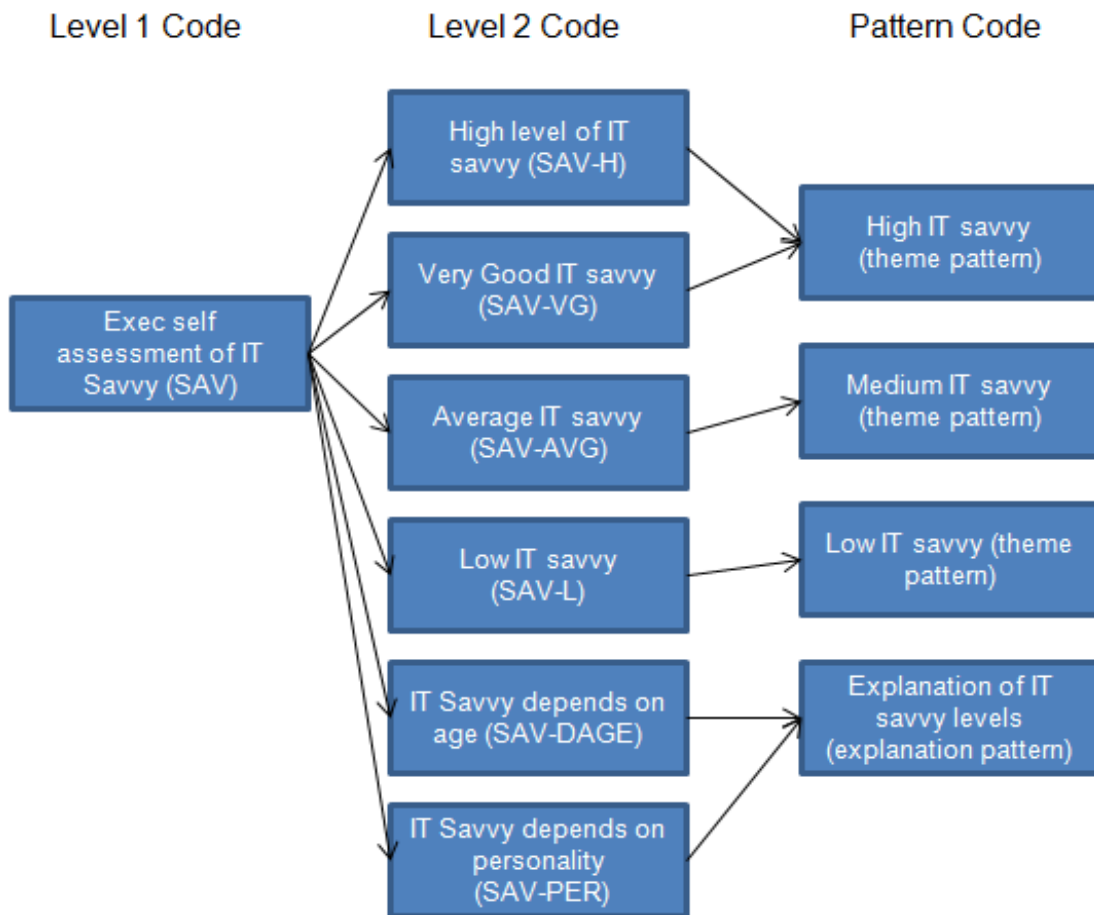 Level 1 Code
Level 2 Code
Pattern Code
Exec self
assessment of IT
Savvy (SAV)
High level of IT
savvy (SAV-H)
Very Good IT savvy
(SAV-VG)
Average IT savvy
(SAV-AVG)
Low IT savvy
(SAV-L)
IT Savvy depends on
age (SAV-DAGE)
IT Savvy depends on
personality
(SAV-PER)
High IT savvy
(theme pattern)
Medium IT savvy
(theme pattern)
Low IT savvy (theme
pattern)
Explanation of IT
savvy levels
(explanation pattern)